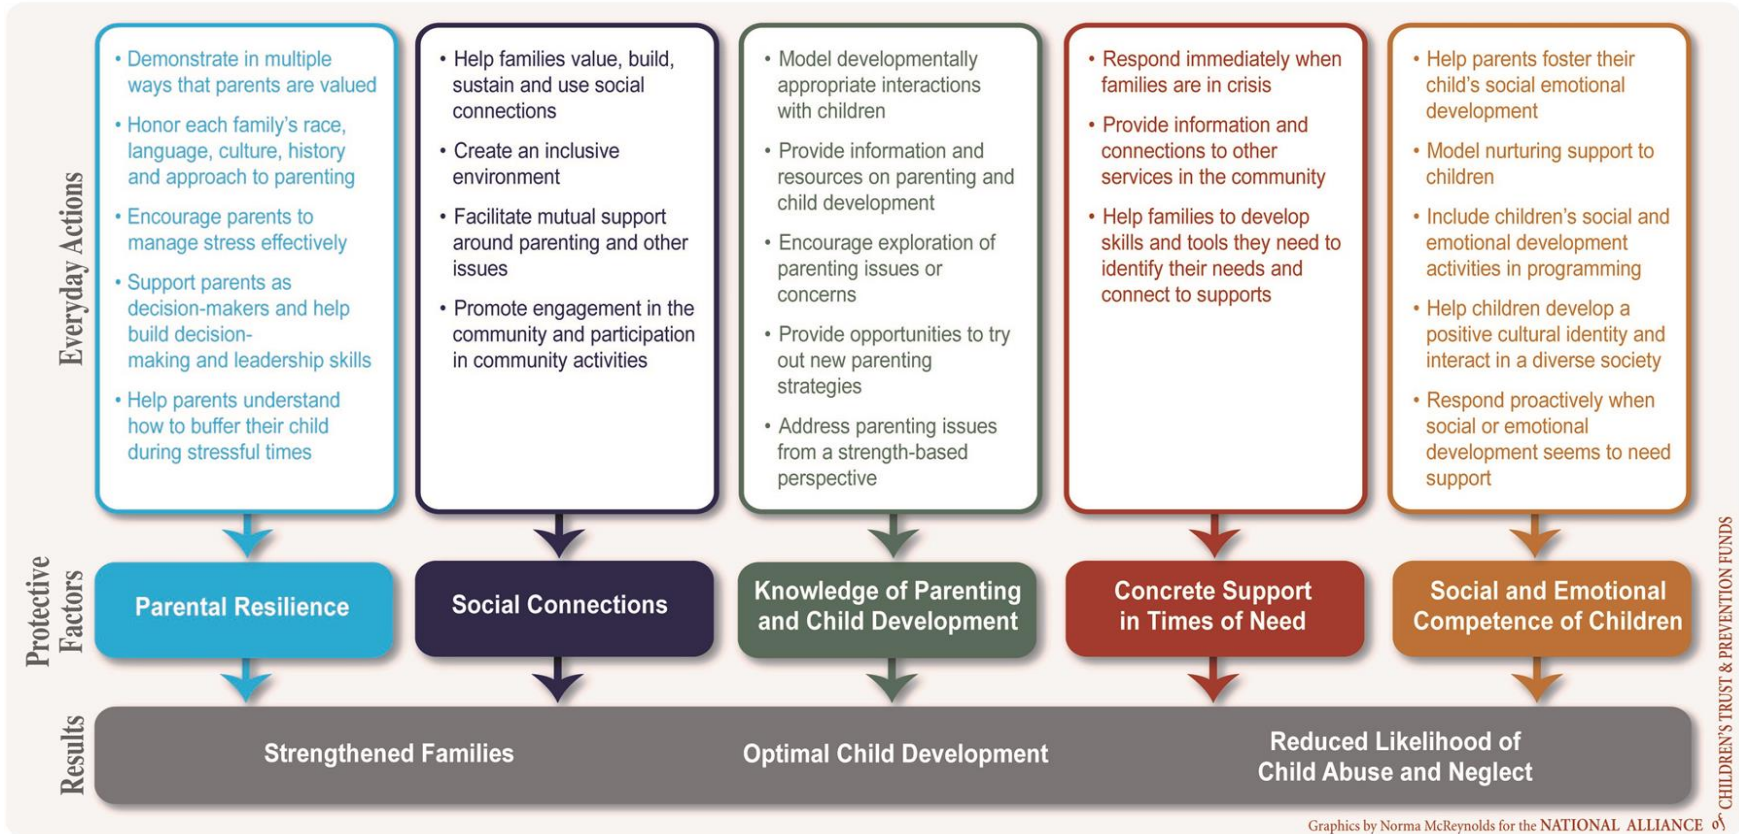 Everyday Actions
• Demonstrate in multiple
ways that parents are valued
• Honor each family's race,
language, culture, history
and approach to parenting
• Encourage parents to
manage stress effectively
• Support parents as
decision-makers and help
build decision-
making and leadership skills
• Help parents understand
how to buffer their child
during stressful times
• Help families value, build,
sustain and use social
connections
• Create an inclusive
environment
• Facilitate mutual support
around parenting and other
issues
• Promote engagement in the
community and participation
in community activities
• Model developmentally
appropriate interactions
with children
• Provide information and
resources on parenting and
child development
• Encourage exploration of
parenting issues or
concerns
• Provide opportunities to try
out new parenting
strategies
• Address parenting issues
from a strength-based
perspective
• Respond immediately when
families are in crisis
• Provide information and
connections to other
services in the community
• Help families to develop
skills and tools they need to
identify their needs and
connect to supports
• Help parents foster their
child's social emotional
development
• Model nurturing support to
children
• Include children's social and
emotional development
activities in programming
• Help children develop a
positive cultural identity and
interact in a diverse society
• Respond proactively when
social or emotional
development seems to need
support
Protective
Factors
Parental Resilience
Social Connections
Knowledge of Parenting
and Child Development
Concrete Support
in Times of Need
Social and Emotional
Competence of Children
Results
Strengthened Families
Optimal Child Development
Reduced Likelihood of
Child Abuse and Neglect
Graphics by Norma McReynolds for the NATIONAL ALLIANCE of
CHILDREN'S TRUST & PREVENTION FUNDS